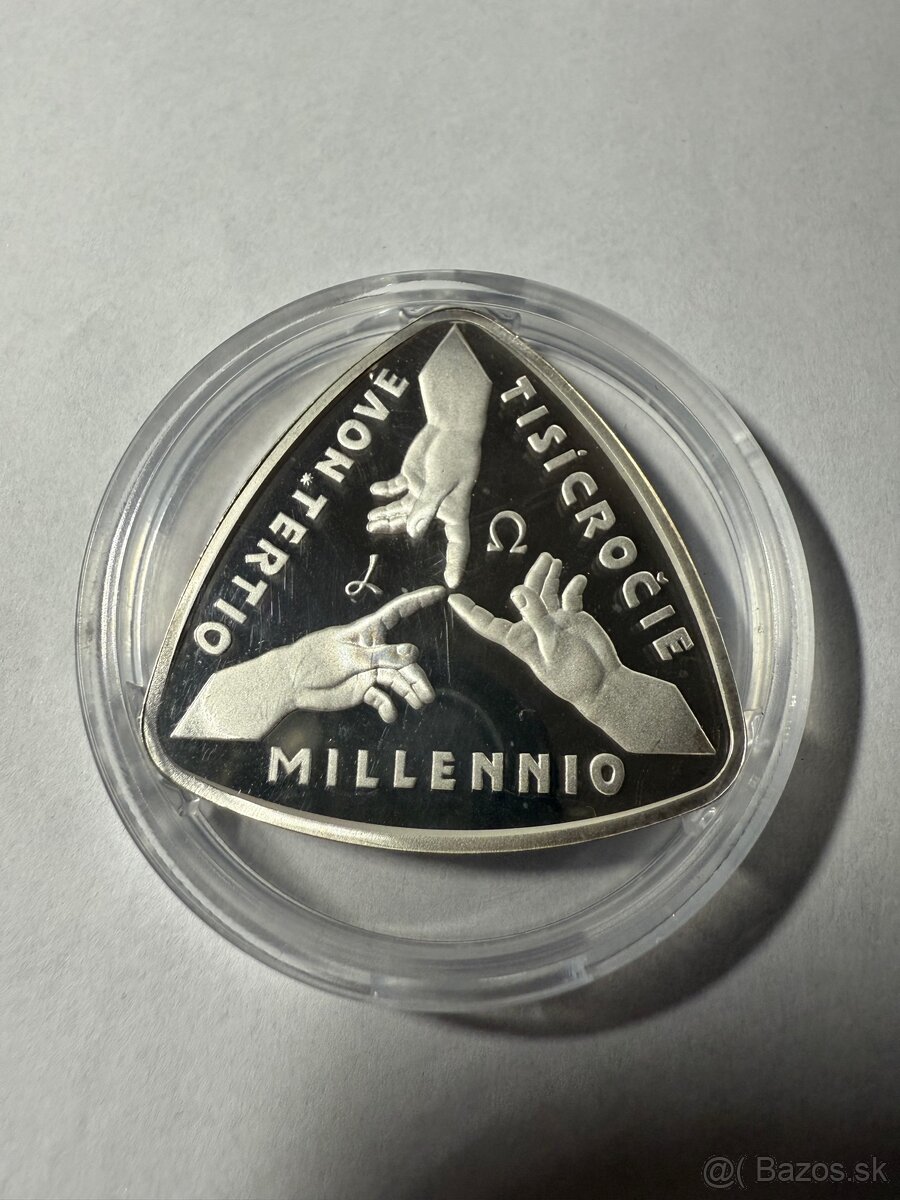 NOVÉ TISÍCROČIE
*
TERTIO MILLENNIO
α Ω
@( Bazos.sk